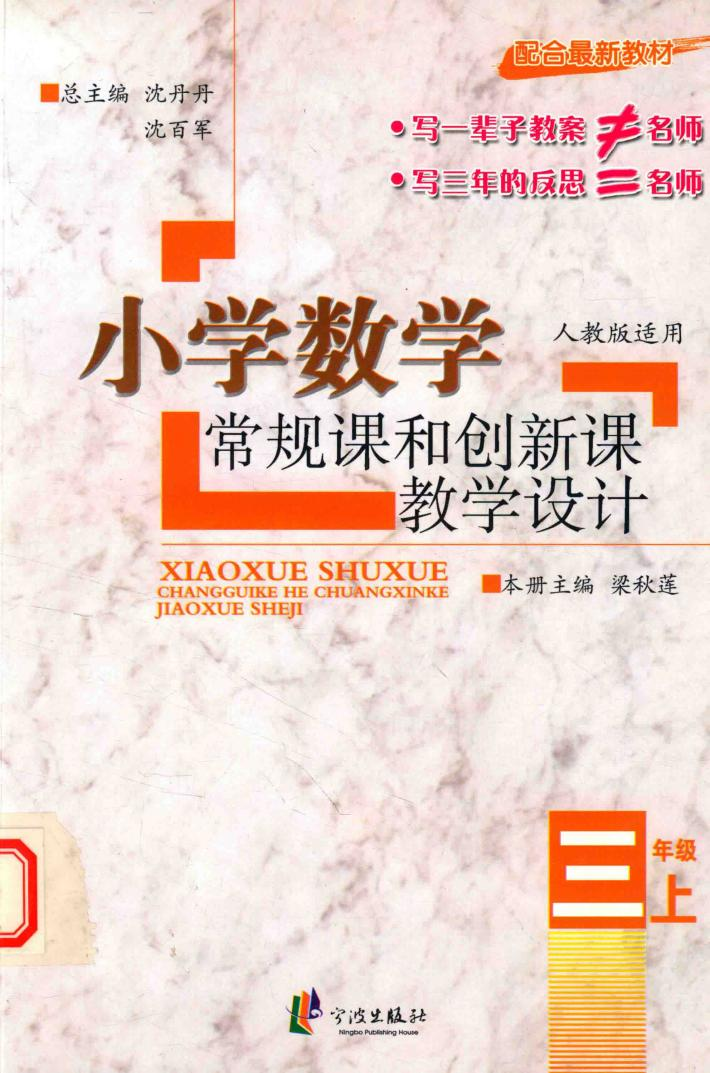 配合最新教材
■总主编 沈丹丹
沈百军
•写一辈子教案≠名师
•写三年的反思＝名师
小学数学
人教版适用
常规课和创新课
教学设计
XIAOXUE SHUXUE
CHANGGUIKE HE CHUANGXINKE
JIAOXUE SHEJI
■本册主编 梁秋莲
三年级
上
宁波出版社
Ningbo Publishing House